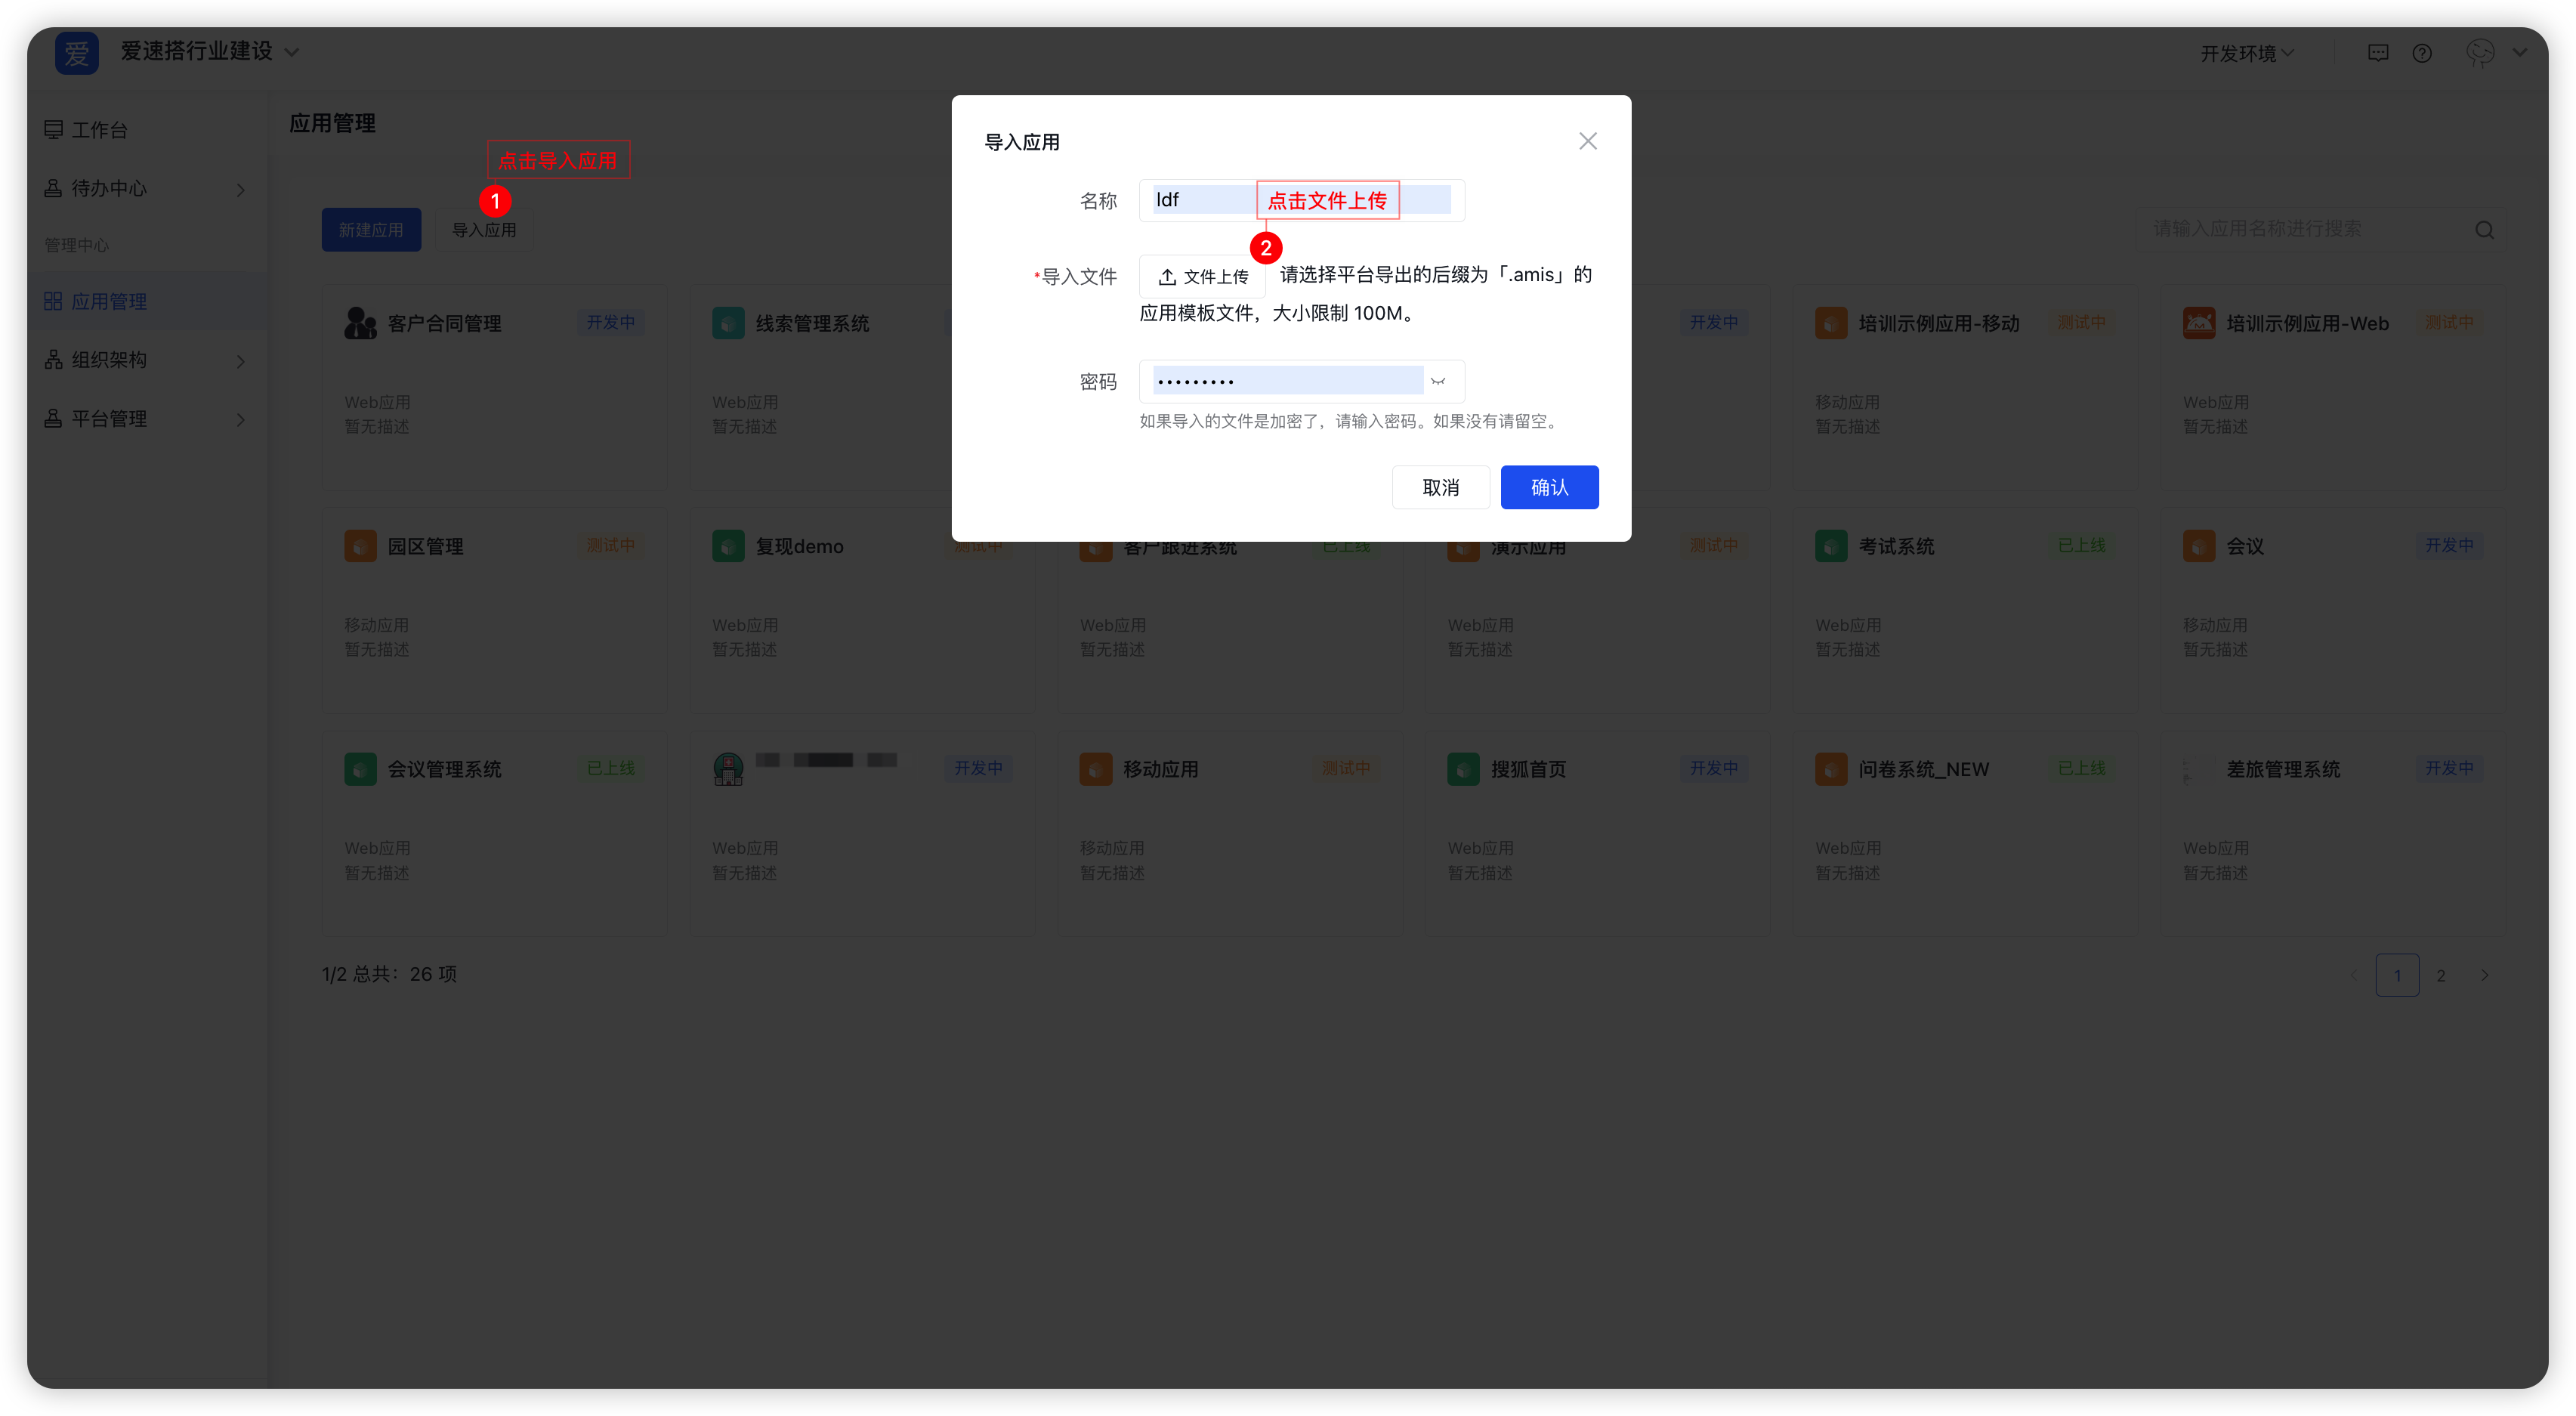 爱 爱速搭行业建设
开发环境
工作台
待办中心
管理中心
应用管理
组织架构
平台管理
应用管理
点击导入应用
1
新建应用 导入应用
请输入应用名称进行搜索
导入应用
名称 ldf
点击文件上传
2
*导入文件 文件上传 请选择平台导出的后缀为「.amis」的
应用模板文件，大小限制 100M。
密码 •••••••••
如果导入的文件是加密了，请输入密码。如果没有请留空。
取消 确认
客户合同管理 开发中
Web应用
暂无描述
线索管理系统
Web应用
暂无描述
开发中
培训示例应用-移动 测试中
移动应用
暂无描述
培训示例应用-Web 测试中
Web应用
暂无描述
园区管理 测试中
移动应用
暂无描述
复现demo 测试中
Web应用
暂无描述
客户跟进系统 已上线
Web应用
暂无描述
演示应用 测试中
Web应用
暂无描述
考试系统 已上线
Web应用
暂无描述
会议 开发中
移动应用
暂无描述
会议管理系统 已上线
Web应用
暂无描述
开发中
Web应用
暂无描述
移动应用 测试中
移动应用
暂无描述
搜狐首页 开发中
Web应用
暂无描述
问卷系统_NEW 已上线
Web应用
暂无描述
差旅管理系统 开发中
Web应用
暂无描述
1/2 总共：26 项
1 2